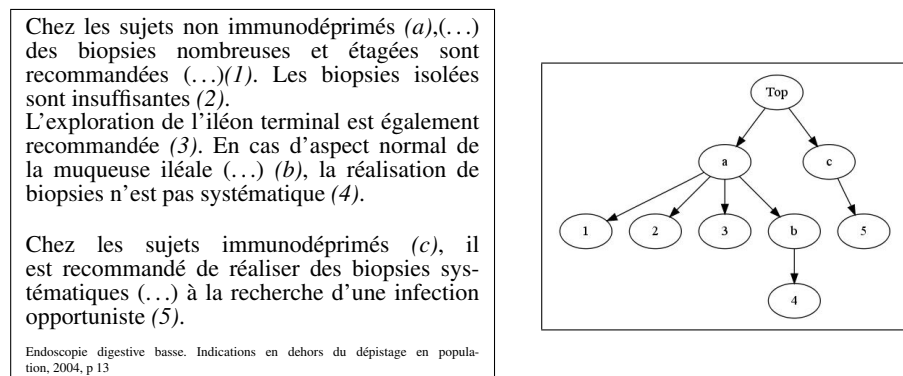 Chez les sujets non immunodéprimés (a),(...)
des biopsies nombreuses et étagées sont
recommandées (...)(1). Les biopsies isolées
sont insuffisantes (2).
L'exploration de l'iléon terminal est également
recommandée (3). En cas d'aspect normal de
la muqueuse iléale (...) (b), la réalisation de
biopsies n'est pas systématique (4).
Chez les sujets immunodéprimés (c), il
est recommandé de réaliser des biopsies sys-
tématiques (...) à la recherche d'une infection
opportuniste (5).
Endoscopie digestive basse. Indications en dehors du dépistage en popula-
tion, 2004, p 13
Top
a c
1 2 3 b 5
4